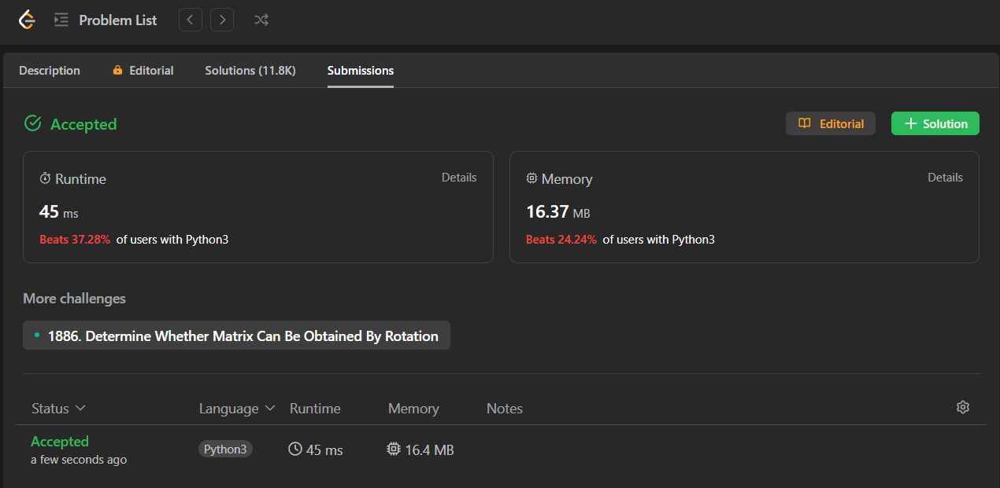 Problem List
Description Editorial Solutions (11.8K) Submissions
Accepted
Editorial + Solution
Runtime Details
45 ms
Beats 37.28% of users with Python3
Memory Details
16.37 MB
Beats 24.24% of users with Python3
More challenges
1886. Determine Whether Matrix Can Be Obtained By Rotation
Status Language Runtime Memory Notes
Accepted Python3 45 ms 16.4 MB
a few seconds ago